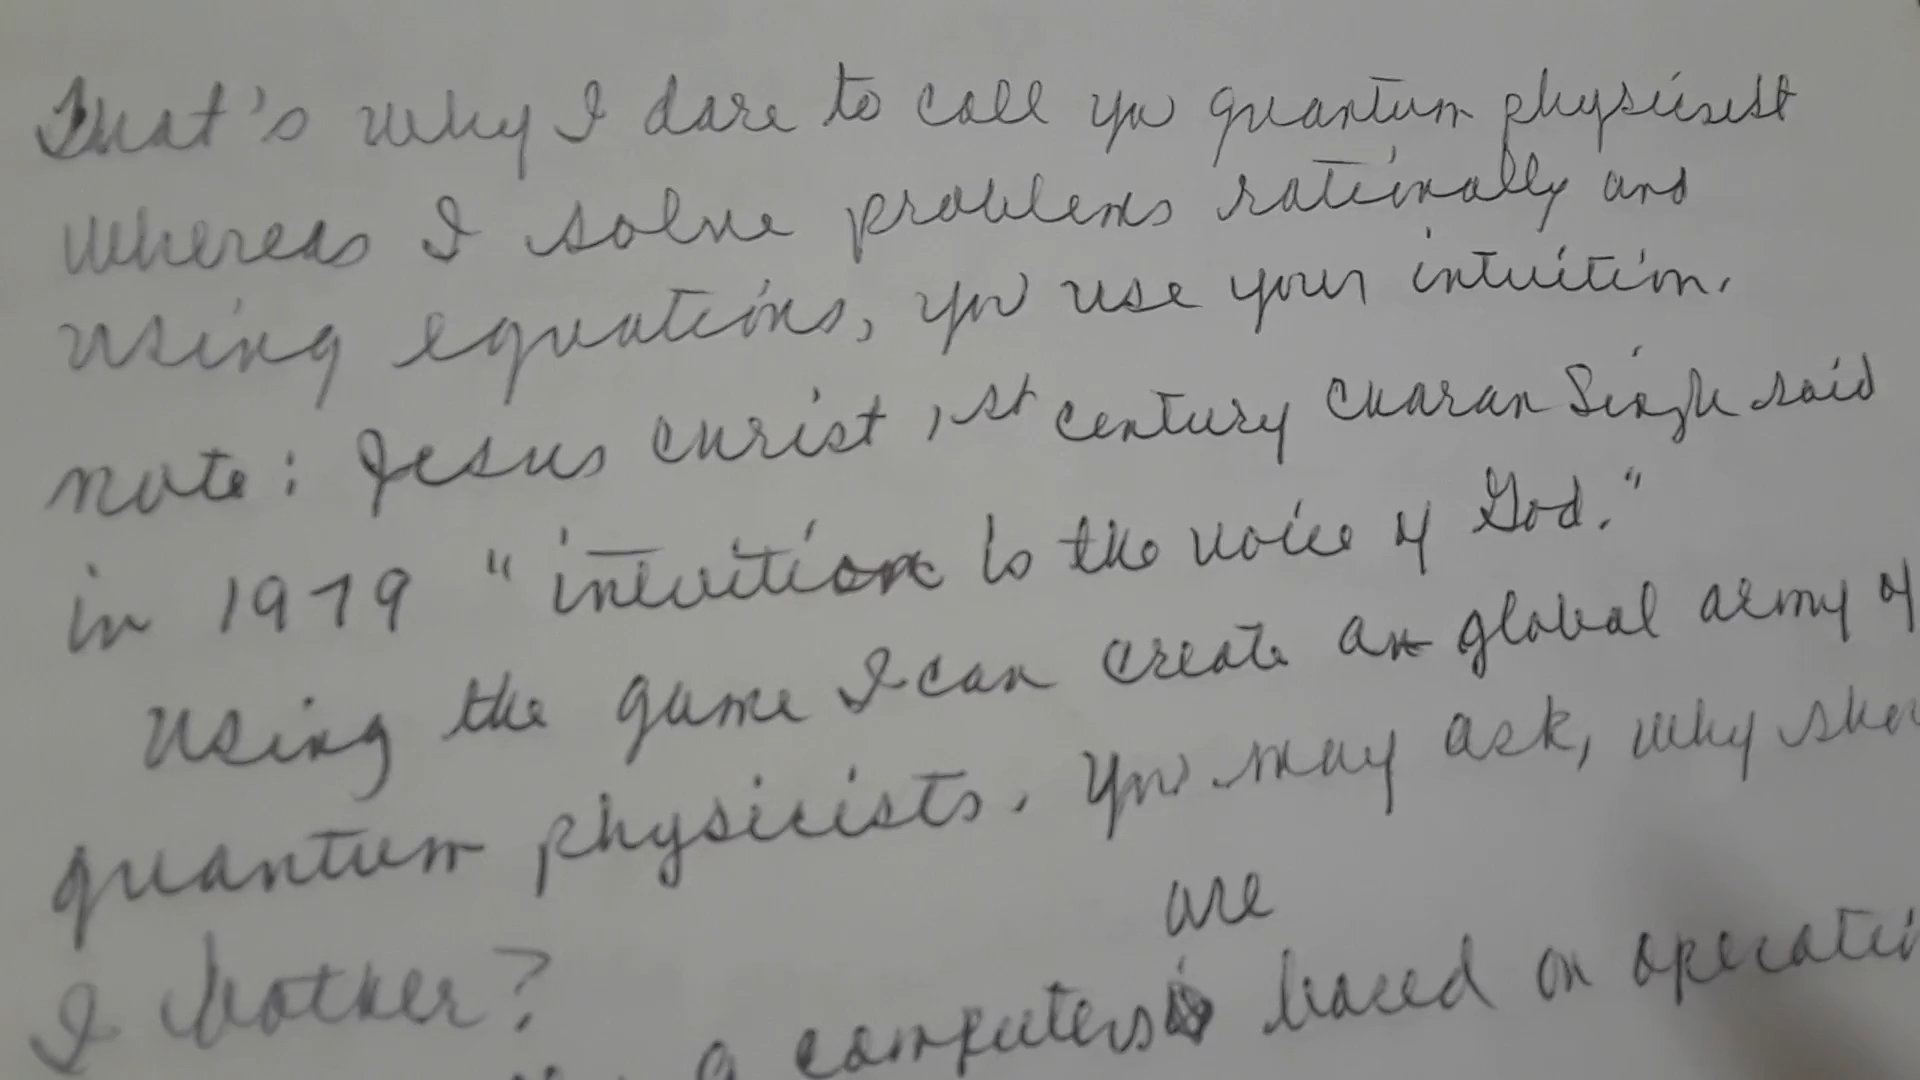 That's why I dare to call you quantum physicist
whereas I solve problems rationally and
using equations, you use your intuition.
note: Jesus Christ 1st century Charan Singh said
in 1979 "intuition is the voice of God."
Using the game I can create a global army of
quantum physicists. You may ask, why
I bother?
are
computers based on